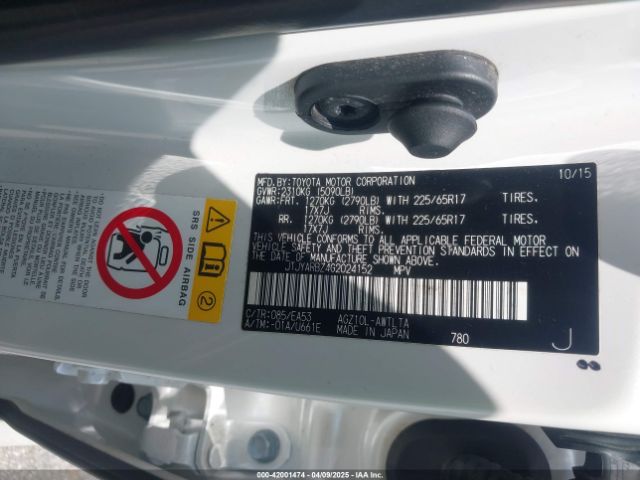 MFD.BY:TOYOTA MOTOR CORPORATION 10/15
GVWR:2310KG (5090LB)
GAWR:FRT. 1270KG (2790LB) WITH 225/65R17 TIRES.
17X7J RIMS.
RR. 1270KG (2790LB) WITH 225/65R17 TIRES.
17X7J RIMS.
THIS VEHICLE CONFORMS TO ALL APPLICABLE FEDERAL MOTOR
VEHICLE SAFETY AND THEFT PREVENTION STANDARDS IN EFFECT ON
THE DATE OF MANUFACTURE SHOWN ABOVE.
JTJYARBZ4G2024152 MPV
C/TR:085/EA53 AGZ10L-AWTLTA
A/TM:-01A/U661E MADE IN JAPAN 780 J
SRS SIDE AIRBAG
2
000-42001474 04/09/2025 IAA